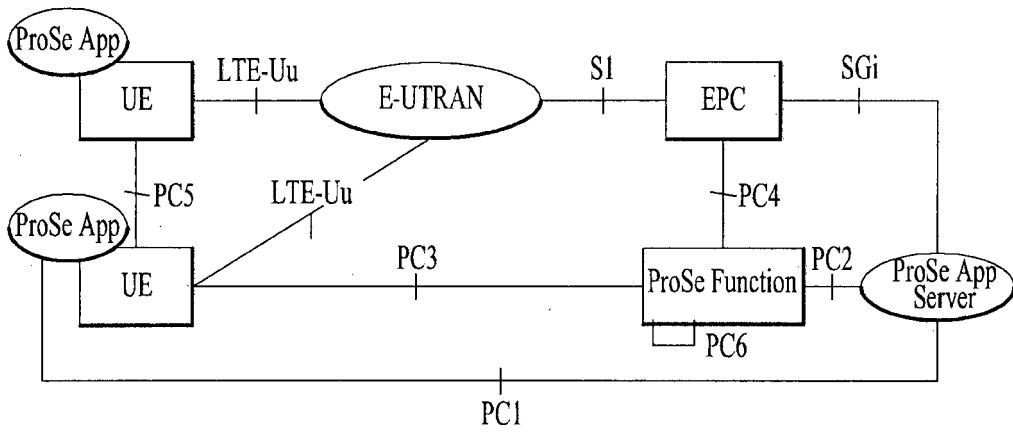 ProSe App
UE
LTE-Uu
E-UTRAN
S1
EPC
SGi
PC5
LTE-Uu
PC4
ProSe App
UE
PC3
ProSe Function
PC2
ProSe App
Server
PC6
PC1